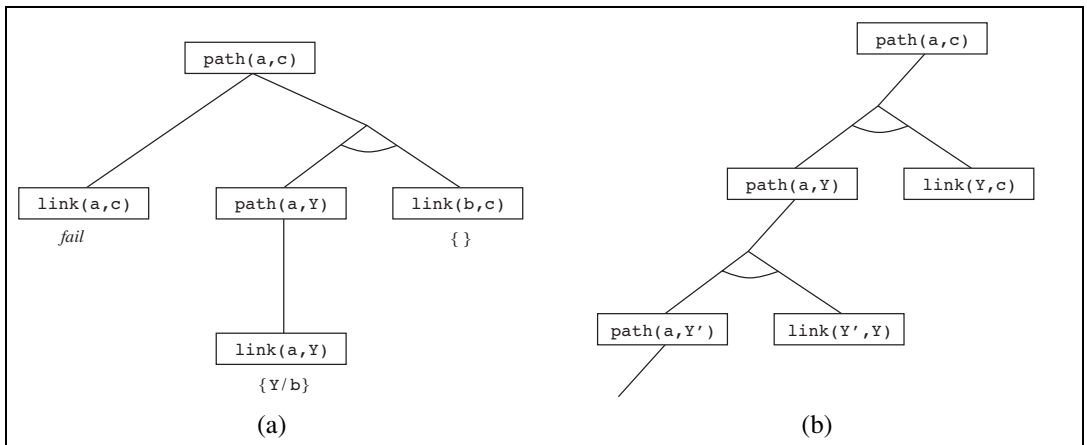 path(a,c)
link(a,c)
fail
path(a,Y)
link(b,c)
{ }
link(a,Y)
{Y/b}
(a)
path(a,c)
path(a,Y)
link(Y,c)
path(a,Y’)
link(Y’,Y)
(b)